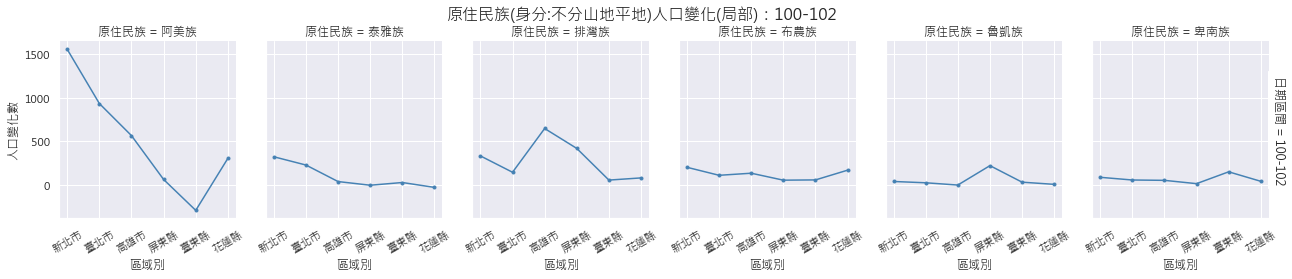 原住民族(身分:不分山地平地)人口變化(局部)：100-102
原住民族 = 阿美族
原住民族 = 泰雅族
原住民族 = 排灣族
原住民族 = 布農族
原住民族 = 魯凱族
原住民族 = 卑南族
人口變化數
1500
1000
500
0
日期區間 = 100-102
新北市 臺北市 高雄市 屏東縣 臺東縣 花蓮縣
新北市 臺北市 高雄市 屏東縣 臺東縣 花蓮縣
新北市 臺北市 高雄市 屏東縣 臺東縣 花蓮縣
新北市 臺北市 高雄市 屏東縣 臺東縣 花蓮縣
新北市 臺北市 高雄市 屏東縣 臺東縣 花蓮縣
新北市 臺北市 高雄市 屏東縣 臺東縣 花蓮縣
區域別
區域別
區域別
區域別
區域別
區域別